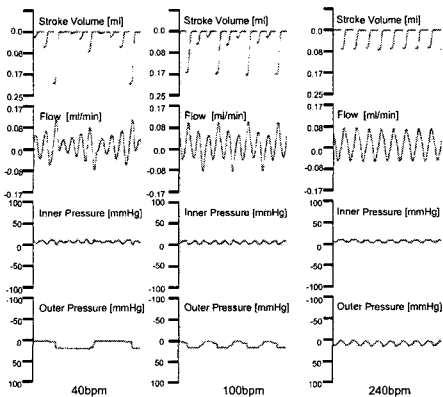 Stroke Volume [ml] Stroke Volume [ml] Stroke Volume [ml]
0.0 0.0 0.0
0.08 0.08 0.08
0.17 0.17 0.17
0.25 0.25 0.25
0.17 0.17 0.17
Flow [ml/min] Flow [ml/min] Flow [ml/min]
0.08 0.08 0.08
0 0 0
-0.08 -0.08 -0.08
-0.17 -0.17 -0.17
100 100 100
Inner Pressure [mmHg] Inner Pressure [mmHg] Inner Pressure [mmHg]
50 50 50
0 0 0
-50 -50 -50
-100 -100 -100
-100 -100 -100
Outer Pressure [mmHg] Outer Pressure [mmHg] Outer Pressure [mmHg]
-50 -50 -50
0 0 0
50 50 50
100 100 100
40bpm 100bpm 240bpm